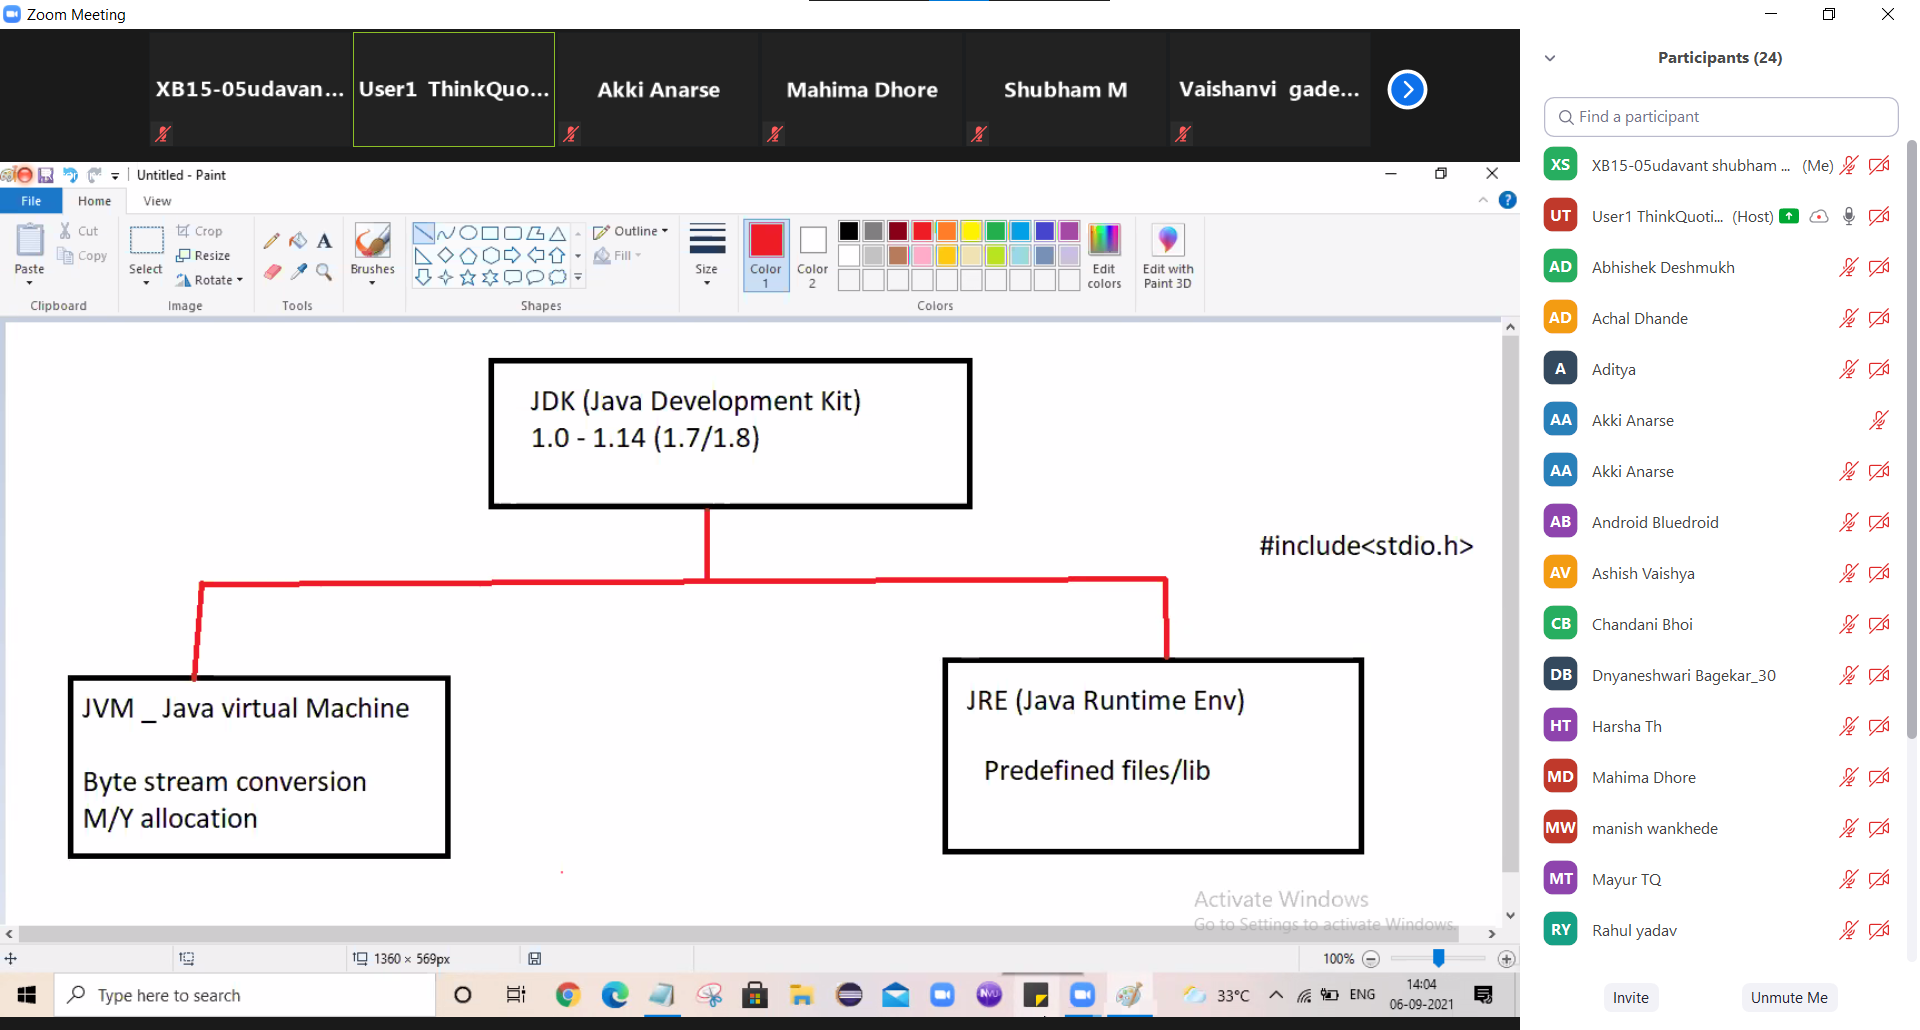 Zoom Meeting
XB15-05udavan...
User1 ThinkQuo...
Akki Anarse
Mahima Dhore
Shubham M
Vaishanvi gade...
Untitled - Paint
File
Home
View
Paste
Cut
Copy
Clipboard
Select
Crop
Resize
Rotate
Image
A
Tools
Brushes
Outline
Fill
Shapes
Size
Color
1
Color
2
Edit
colors
Colors
Edit with
Paint 3D
JDK (Java Development Kit)
1.0 - 1.14 (1.7/1.8)
#include<stdio.h>
JVM _ Java virtual Machine
Byte stream conversion
M/Y allocation
JRE (Java Runtime Env)
Predefined files/lib
Activate Windows
Go to Settings to activate Windows.
1360 × 569px
100%
Type here to search
33°C
ENG
14:04
06-09-2021
Participants (24)
Find a participant
XS XB15-05udavant shubham ... (Me)
UT User1 ThinkQuoti... (Host)
AD Abhishek Deshmukh
AD Achal Dhande
A Aditya
AA Akki Anarse
AA Akki Anarse
AB Android Bluedroid
AV Ashish Vaishya
CB Chandani Bhoi
DB Dnyaneshwari Bagekar_30
HT Harsha Th
MD Mahima Dhore
MW manish wankhede
MT Mayur TQ
RY Rahul yadav
Invite
Unmute Me